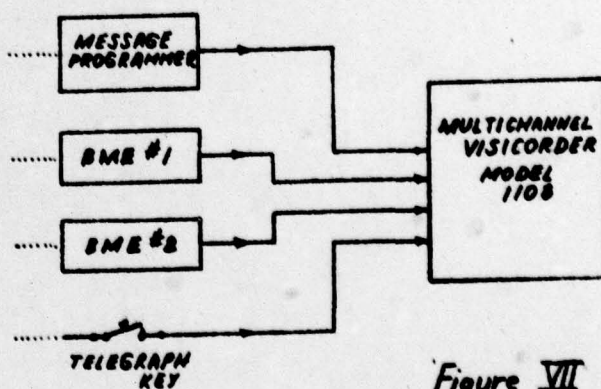 MESSAGE
PROGRAMMER
BME #1
BME #2
TELEGRAPH
KEY
MULTICHANNEL
VISICORDER
MODEL
1108
Figure VII